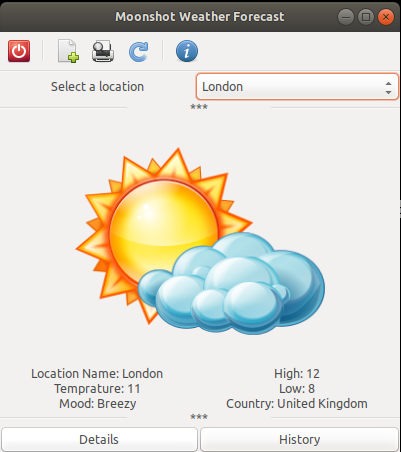 Moonshot Weather Forecast
Select a location London
***
Location Name: London High: 12
Temprature: 11 Low: 8
Mood: Breezy Country: United Kingdom
***
Details History